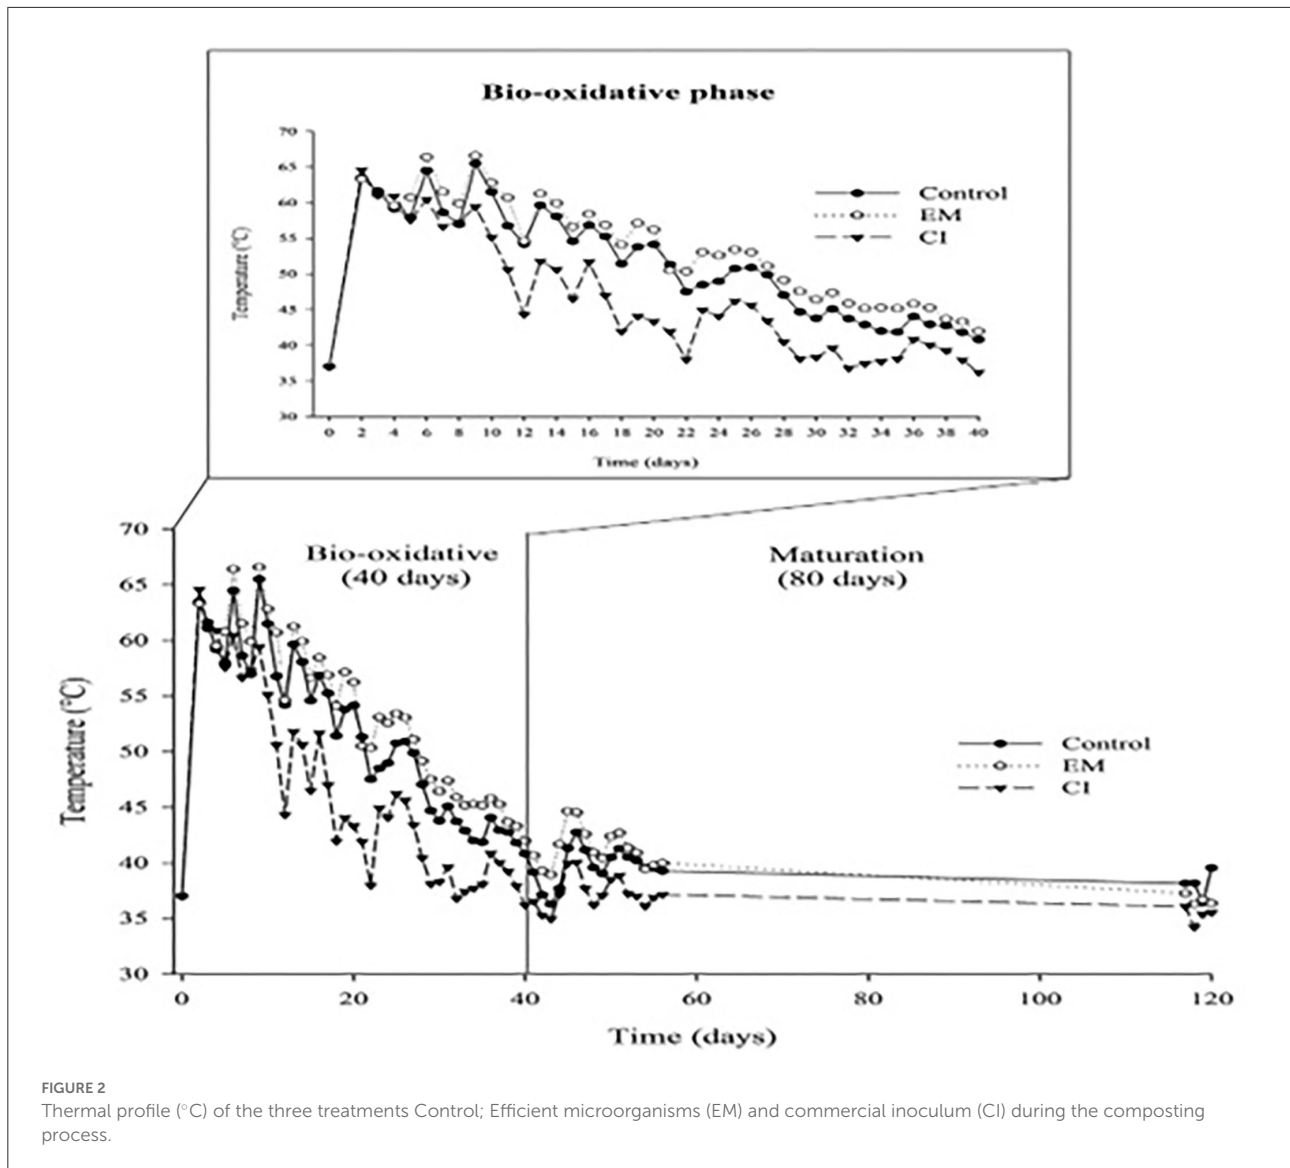 Bio-oxidative phase
70
65
60
55
50
45
40
35
30
Temperature (°C)
Control
EM
CI
0 2 4 6 8 10 12 14 16 18 20 22 24 26 28 30 32 34 36 38 40
Time (days)
70
65
60
55
50
45
40
35
30
Temperature (°C)
Bio-oxidative
(40 days)
Maturation
(80 days)
Control
EM
CI
0 20 40 60 80 100 120
Time (days)
FIGURE 2
Thermal profile (°C) of the three treatments Control; Efficient microorganisms (EM) and commercial inoculum (CI) during the composting
process.